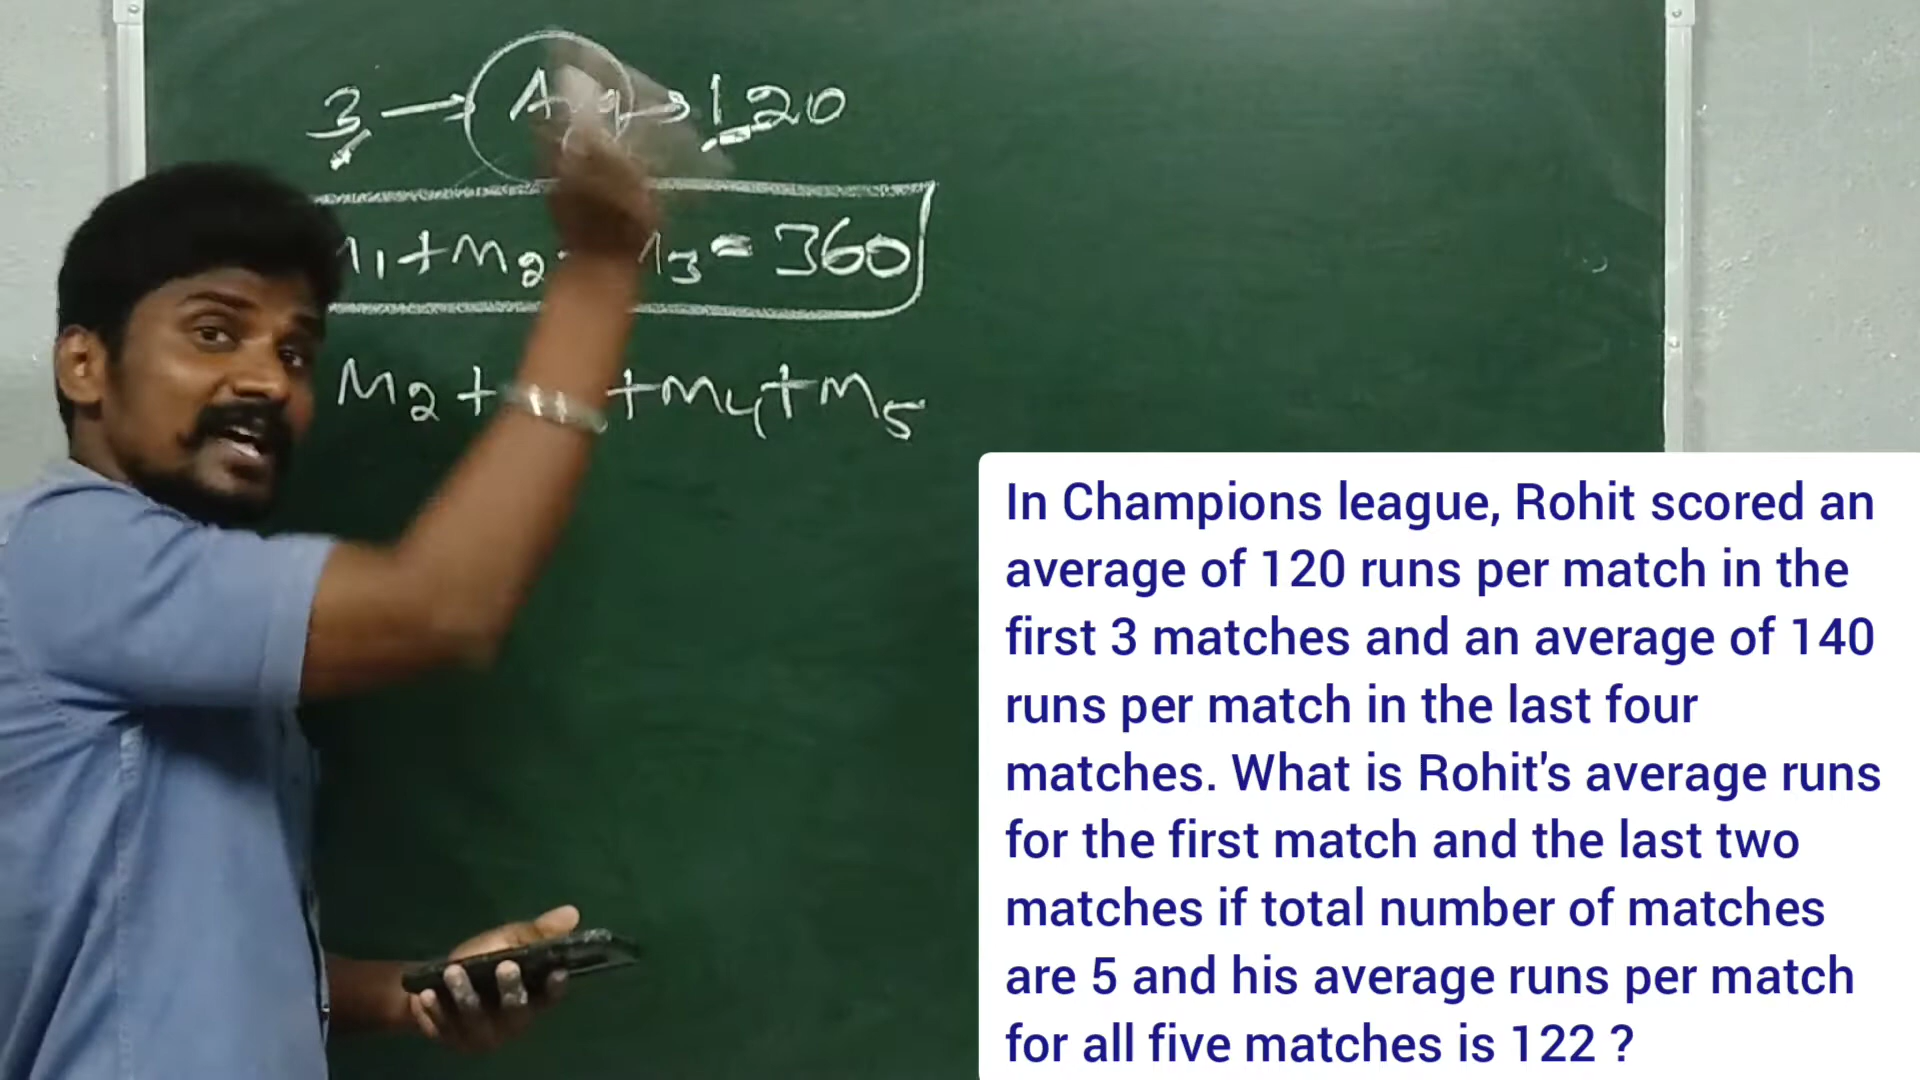 3 → Avg → 120
M1+M2+M3 = 360
M2 + +M4+M5
In Champions league, Rohit scored an
average of 120 runs per match in the
first 3 matches and an average of 140
runs per match in the last four
matches. What is Rohit's average runs
for the first match and the last two
matches if total number of matches
are 5 and his average runs per match
for all five matches is 122 ?